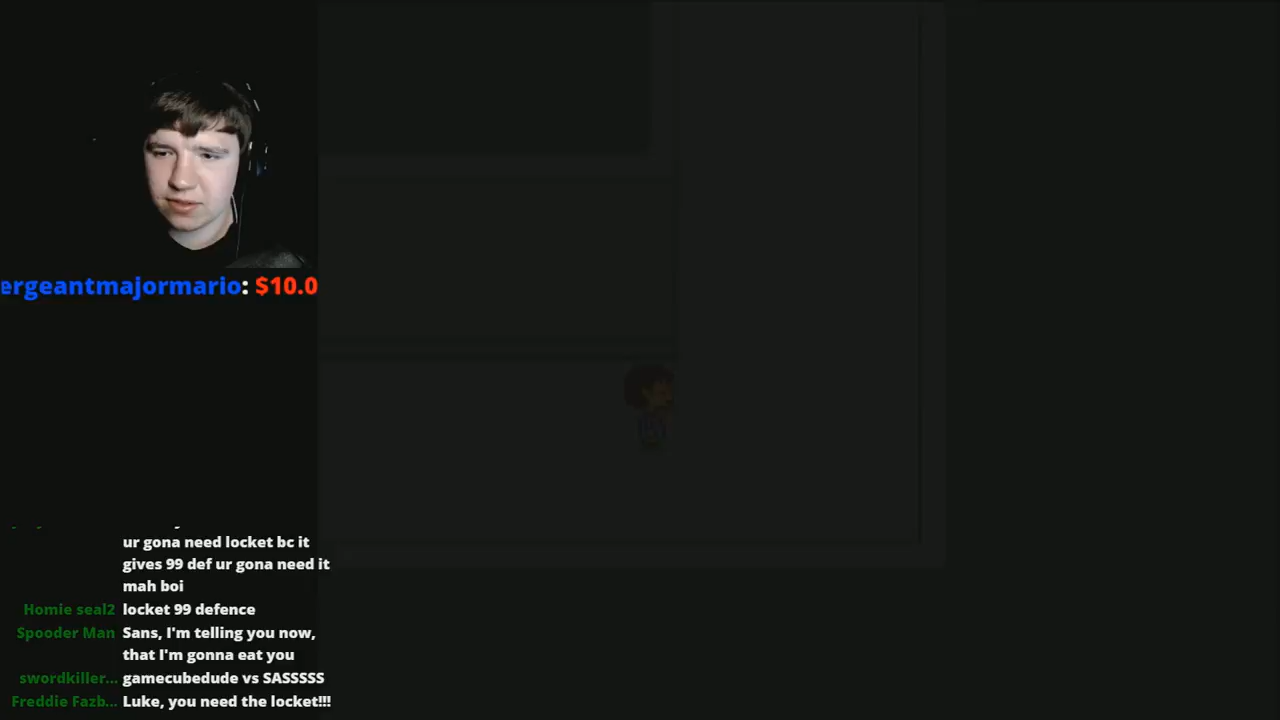 ergeantmajormario: $10.0
ur gona need locket bc it
gives 99 def ur gona need it
mah boi
Homie seal2 locket 99 defence
Spooder Man Sans, I'm telling you now,
that I'm gonna eat you
swordkiller... gamecubedude vs SASSSSS
Freddie Fazb... Luke, you need the locket!!!